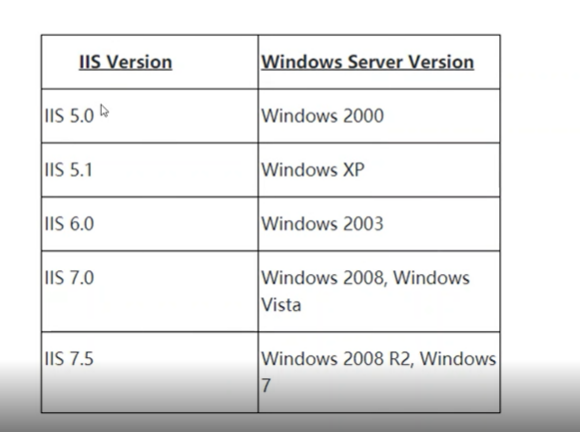 IIS Version Windows Server Version
IIS 5.0 Windows 2000
IIS 5.1 Windows XP
IIS 6.0 Windows 2003
IIS 7.0 Windows 2008, Windows
Vista
IIS 7.5 Windows 2008 R2, Windows
7